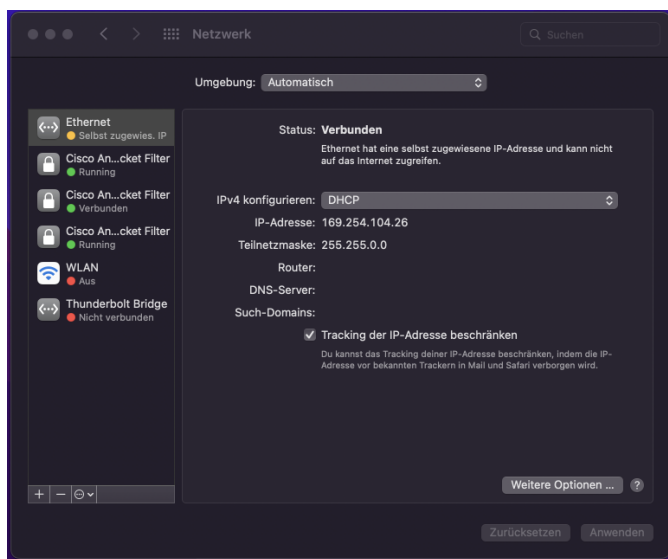 Netzwerk
Suchen
Umgebung: Automatisch
Ethernet
Selbst zugewies. IP
Cisco An...cket Filter
Running
Cisco An...cket Filter
Verbunden
Cisco An...cket Filter
Running
WLAN
Aus
Thunderbolt Bridge
Nicht verbunden
Status: Verbunden
Ethernet hat eine selbst zugewiesene IP-Adresse und kann nicht
auf das Internet zugreifen.
IPv4 konfigurieren: DHCP
IP-Adresse: 169.254.104.26
Teilnetzmaske: 255.255.0.0
Router:
DNS-Server:
Such-Domains:
Tracking der IP-Adresse beschränken
Du kannst das Tracking deiner IP-Adresse beschränken, indem die IP-
Adresse vor bekannten Trackern in Mail und Safari verborgen wird.
Weitere Optionen ... ?
Zurücksetzen Anwenden